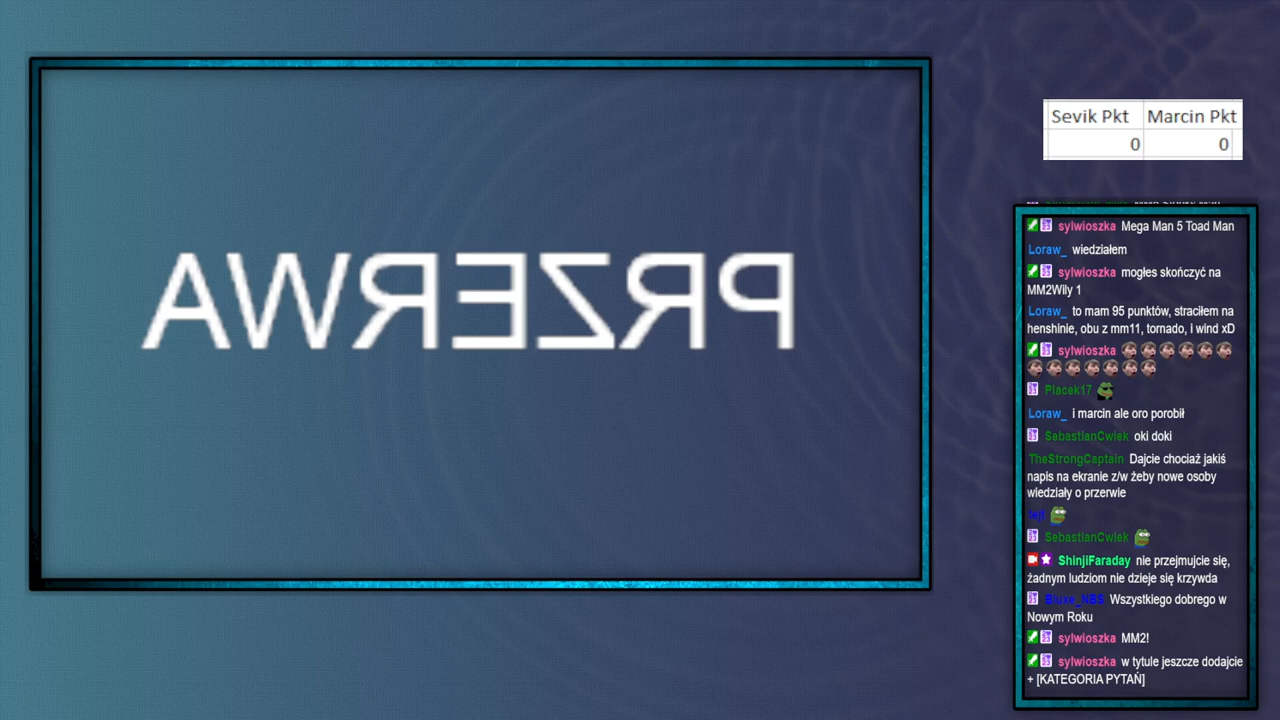 PRZERWA
Sevik Pkt Marcin Pkt
0 0
sylwioszka Mega Man 5 Toad Man
Loraw_ wiedziałem
sylwioszka mogłes skończyć na
MM2Wily 1
Loraw_ to mam 95 punktów, straciłem na
henshinie, obu z mm11, tornado, i wind xD
sylwioszka
Placek17
Loraw_ i marcin ale oro porobił
SebastianCwiek oki doki
TheStrongCaptain Dajcie chociaż jakiś
napis na ekranie z/w żeby nowe osoby
wiedziały o przerwie
SebastianCwiek
ShinjiFaraday nie przejmujcie się,
żadnym ludziom nie dzieje się krzywda
Bluxe_NBS Wszystkiego dobrego w
Nowym Roku
sylwioszka MM2!
sylwioszka w tytule jeszcze dodajcie
+ [KATEGORIA PYTAŃ]